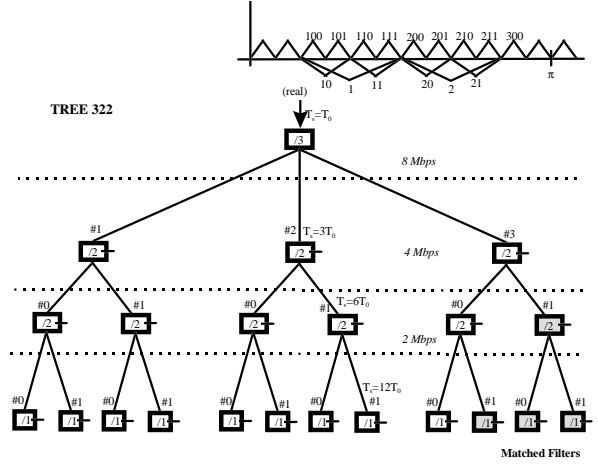 100 101 110 111 200 201 210 211 300
10 1 11 20 2 21 π
(real)
TREE 322
Tₛ=T₀
/3
8 Mbps
#1 #2 Tₛ=3T₀ #3
/2 /2 4 Mbps /2
#0 #1 #0 #1 Tₛ=6T₀ #0 #1
/2 /2 /2 /2 /2 /2
2 Mbps
Tₛ=12T₀
#0 #1 #0 #1 #0 #1 #0 #1 #0 #1 #0 #1
/1 /1 /1 /1 /1 /1 /1 /1 /1 /1 /1 /1
Matched Filters